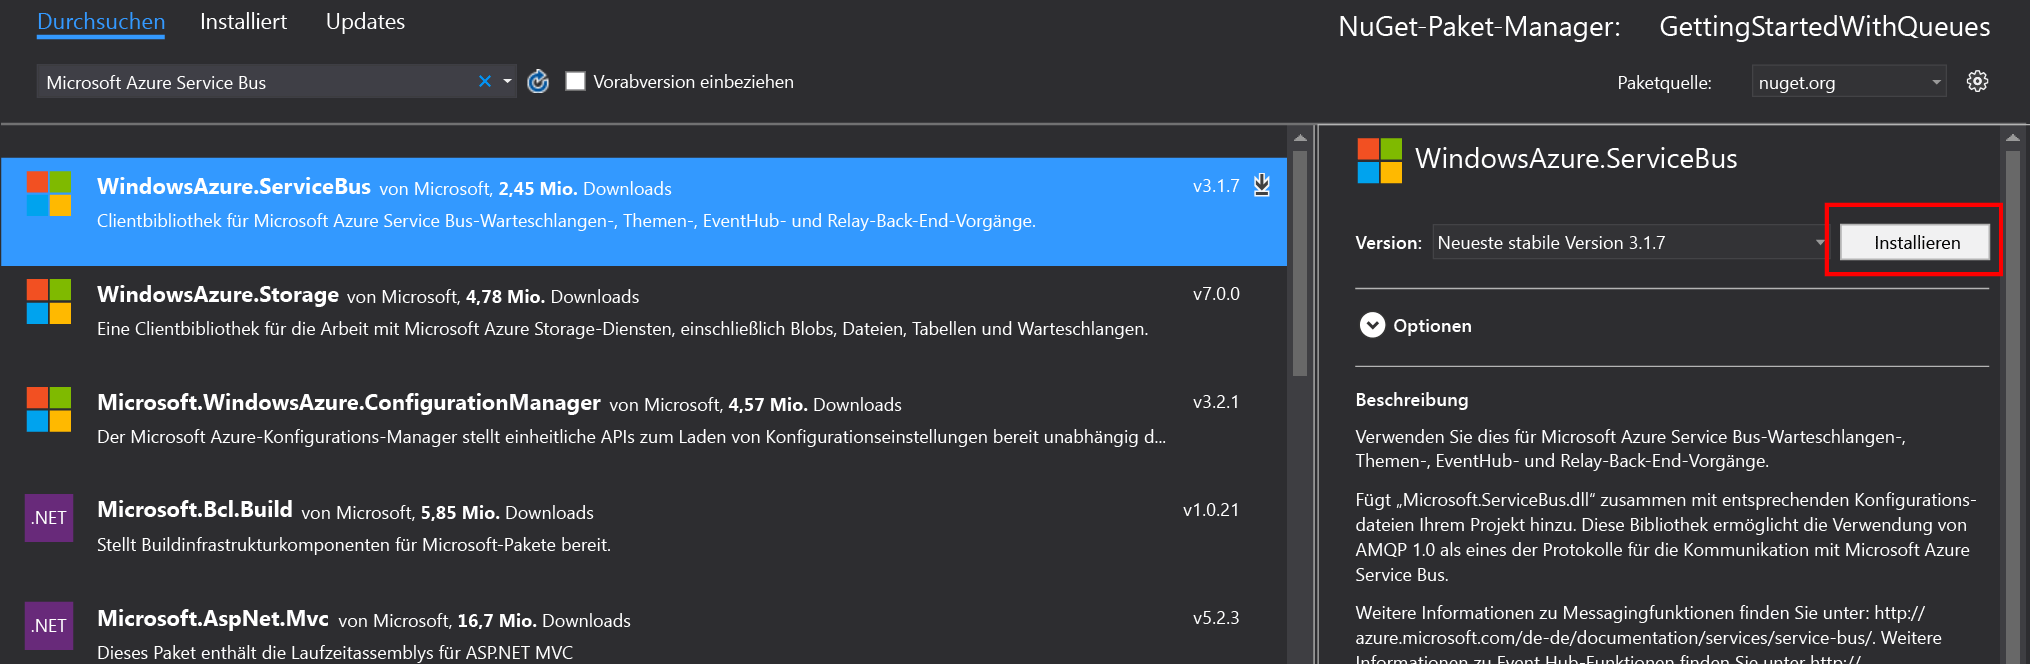 Durchsuchen Installiert Updates
NuGet-Paket-Manager: GettingStartedWithQueues
Microsoft Azure Service Bus
Vorabversion einbeziehen
Paketquelle: nuget.org
WindowsAzure.ServiceBus von Microsoft, 2,45 Mio. Downloads v3.1.7
Clientbibliothek für Microsoft Azure Service Bus-Warteschlangen-, Themen-, EventHub- und Relay-Back-End-Vorgänge.
WindowsAzure.Storage von Microsoft, 4,78 Mio. Downloads v7.0.0
Eine Clientbibliothek für die Arbeit mit Microsoft Azure Storage-Diensten, einschließlich Blobs, Dateien, Tabellen und Warteschlangen.
Microsoft.WindowsAzure.ConfigurationManager von Microsoft, 4,57 Mio. Downloads v3.2.1
Der Microsoft Azure-Konfigurations-Manager stellt einheitliche APIs zum Laden von Konfigurationseinstellungen bereit unabhängig d...
.NET
Microsoft.Bcl.Build von Microsoft, 5,85 Mio. Downloads v1.0.21
Stellt Buildinfrastrukturkomponenten für Microsoft-Pakete bereit.
.NET
Microsoft.AspNet.Mvc von Microsoft, 16,7 Mio. Downloads v5.2.3
Dieses Paket enthält die Laufzeitassemblys für ASP.NET MVC
WindowsAzure.ServiceBus
Version: Neueste stabile Version 3.1.7 Installieren
Optionen
Beschreibung
Verwenden Sie dies für Microsoft Azure Service Bus-Warteschlangen-,
Themen-, EventHub- und Relay-Back-End-Vorgänge.
Fügt „Microsoft.ServiceBus.dll“ zusammen mit entsprechenden Konfigurations-
dateien Ihrem Projekt hinzu. Diese Bibliothek ermöglicht die Verwendung von
AMQP 1.0 als eines der Protokolle für die Kommunikation mit Microsoft Azure
Service Bus.
Weitere Informationen zu Messagingfunktionen finden Sie unter: http://
azure.microsoft.com/de-de/documentation/services/service-bus/. Weitere
Informationen zu Event Hub-Funktionen finden Sie unter http://